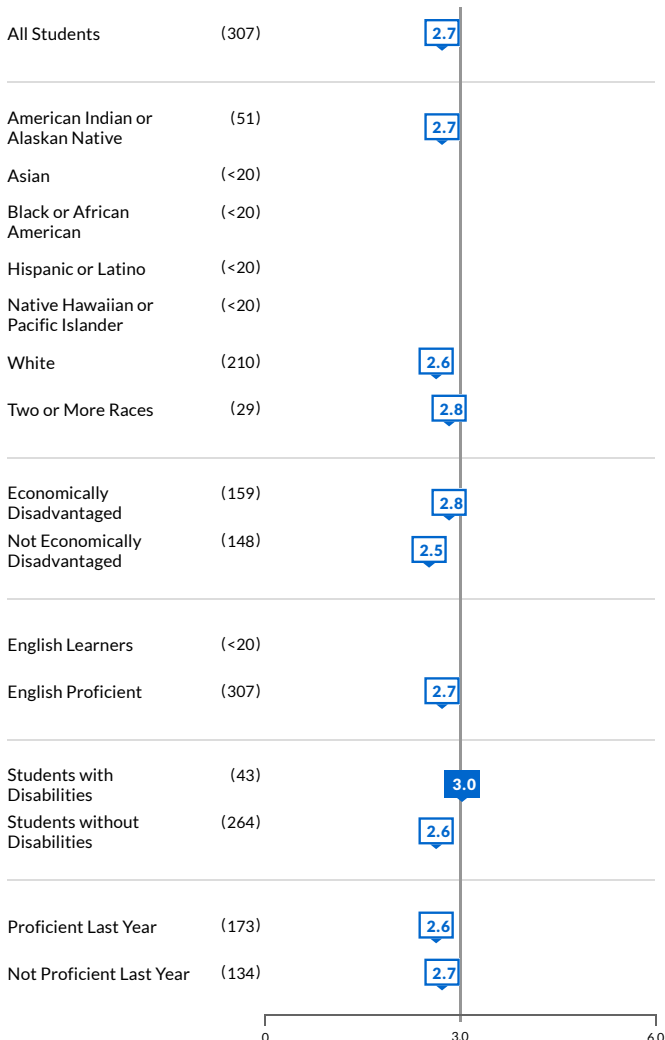 All Students (307) 2.7
American Indian or (51) 2.7
Alaskan Native
Asian (<20)
Black or African (<20)
American
Hispanic or Latino (<20)
Native Hawaiian or (<20)
Pacific Islander
White (210) 2.6
Two or More Races (29) 2.8
Economically (159) 2.8
Disadvantaged
Not Economically (148) 2.5
Disadvantaged
English Learners (<20)
English Proficient (307) 2.7
Students with (43) 3.0
Disabilities
Students without (264) 2.6
Disabilities
Proficient Last Year (173) 2.6
Not Proficient Last Year (134) 2.7
0 3.0 6.0